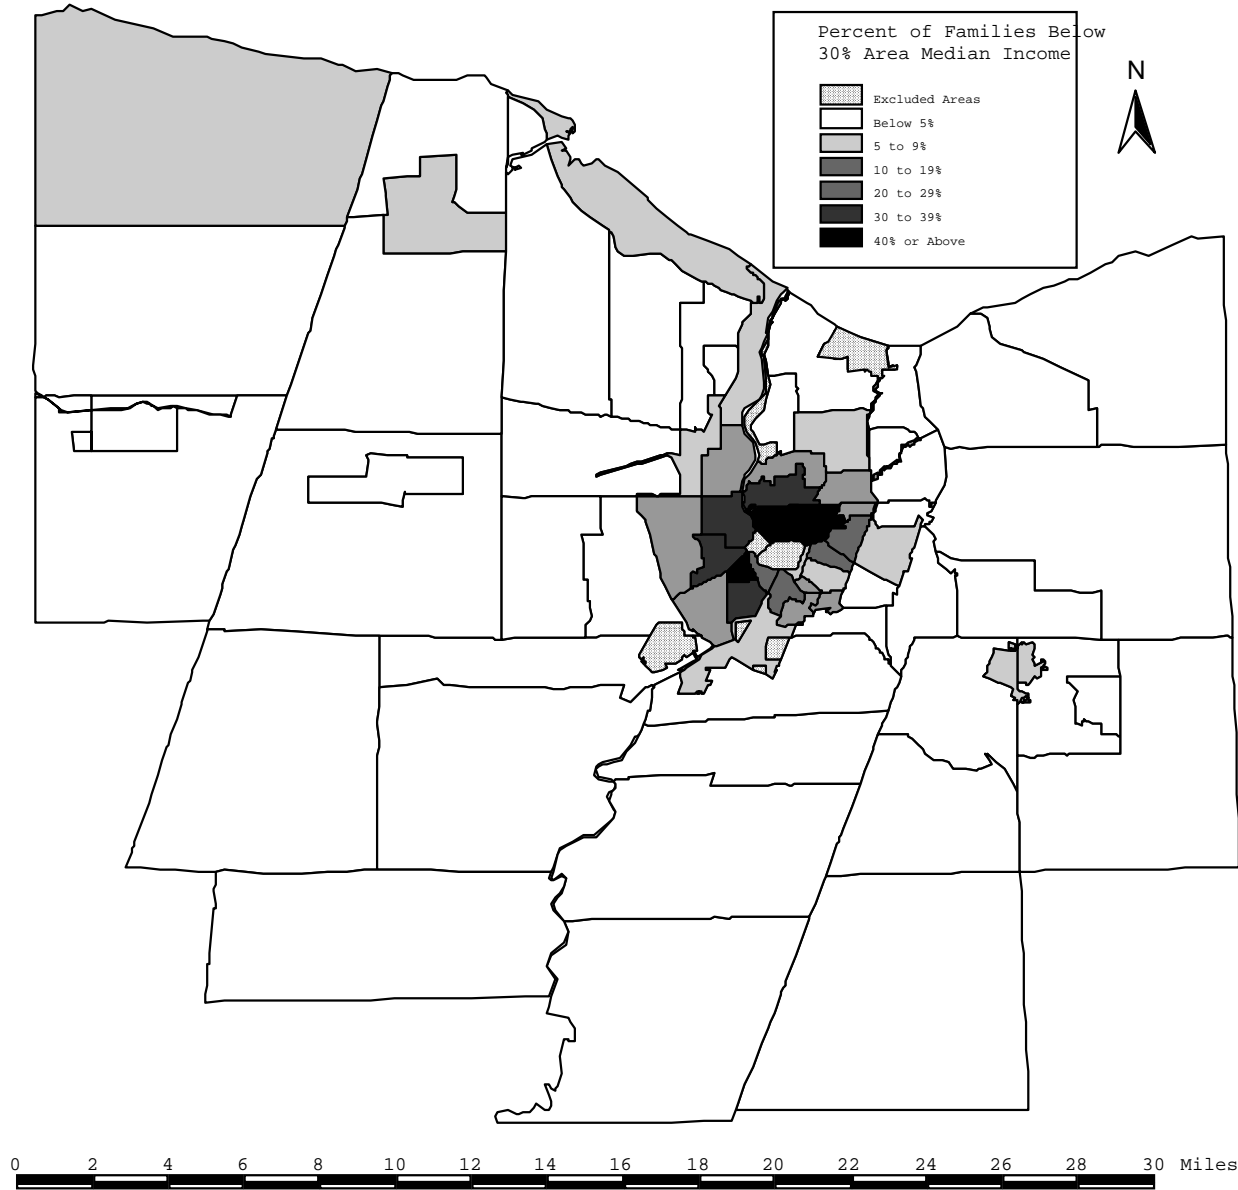 Percent of Families Below
30% Area Median Income
N
Excluded Areas
Below 5%
5 to 9%
10 to 19%
20 to 29%
30 to 39%
40% or Above
0 2 4 6 8 10 12 14 16 18 20 22 24 26 28 30 Miles